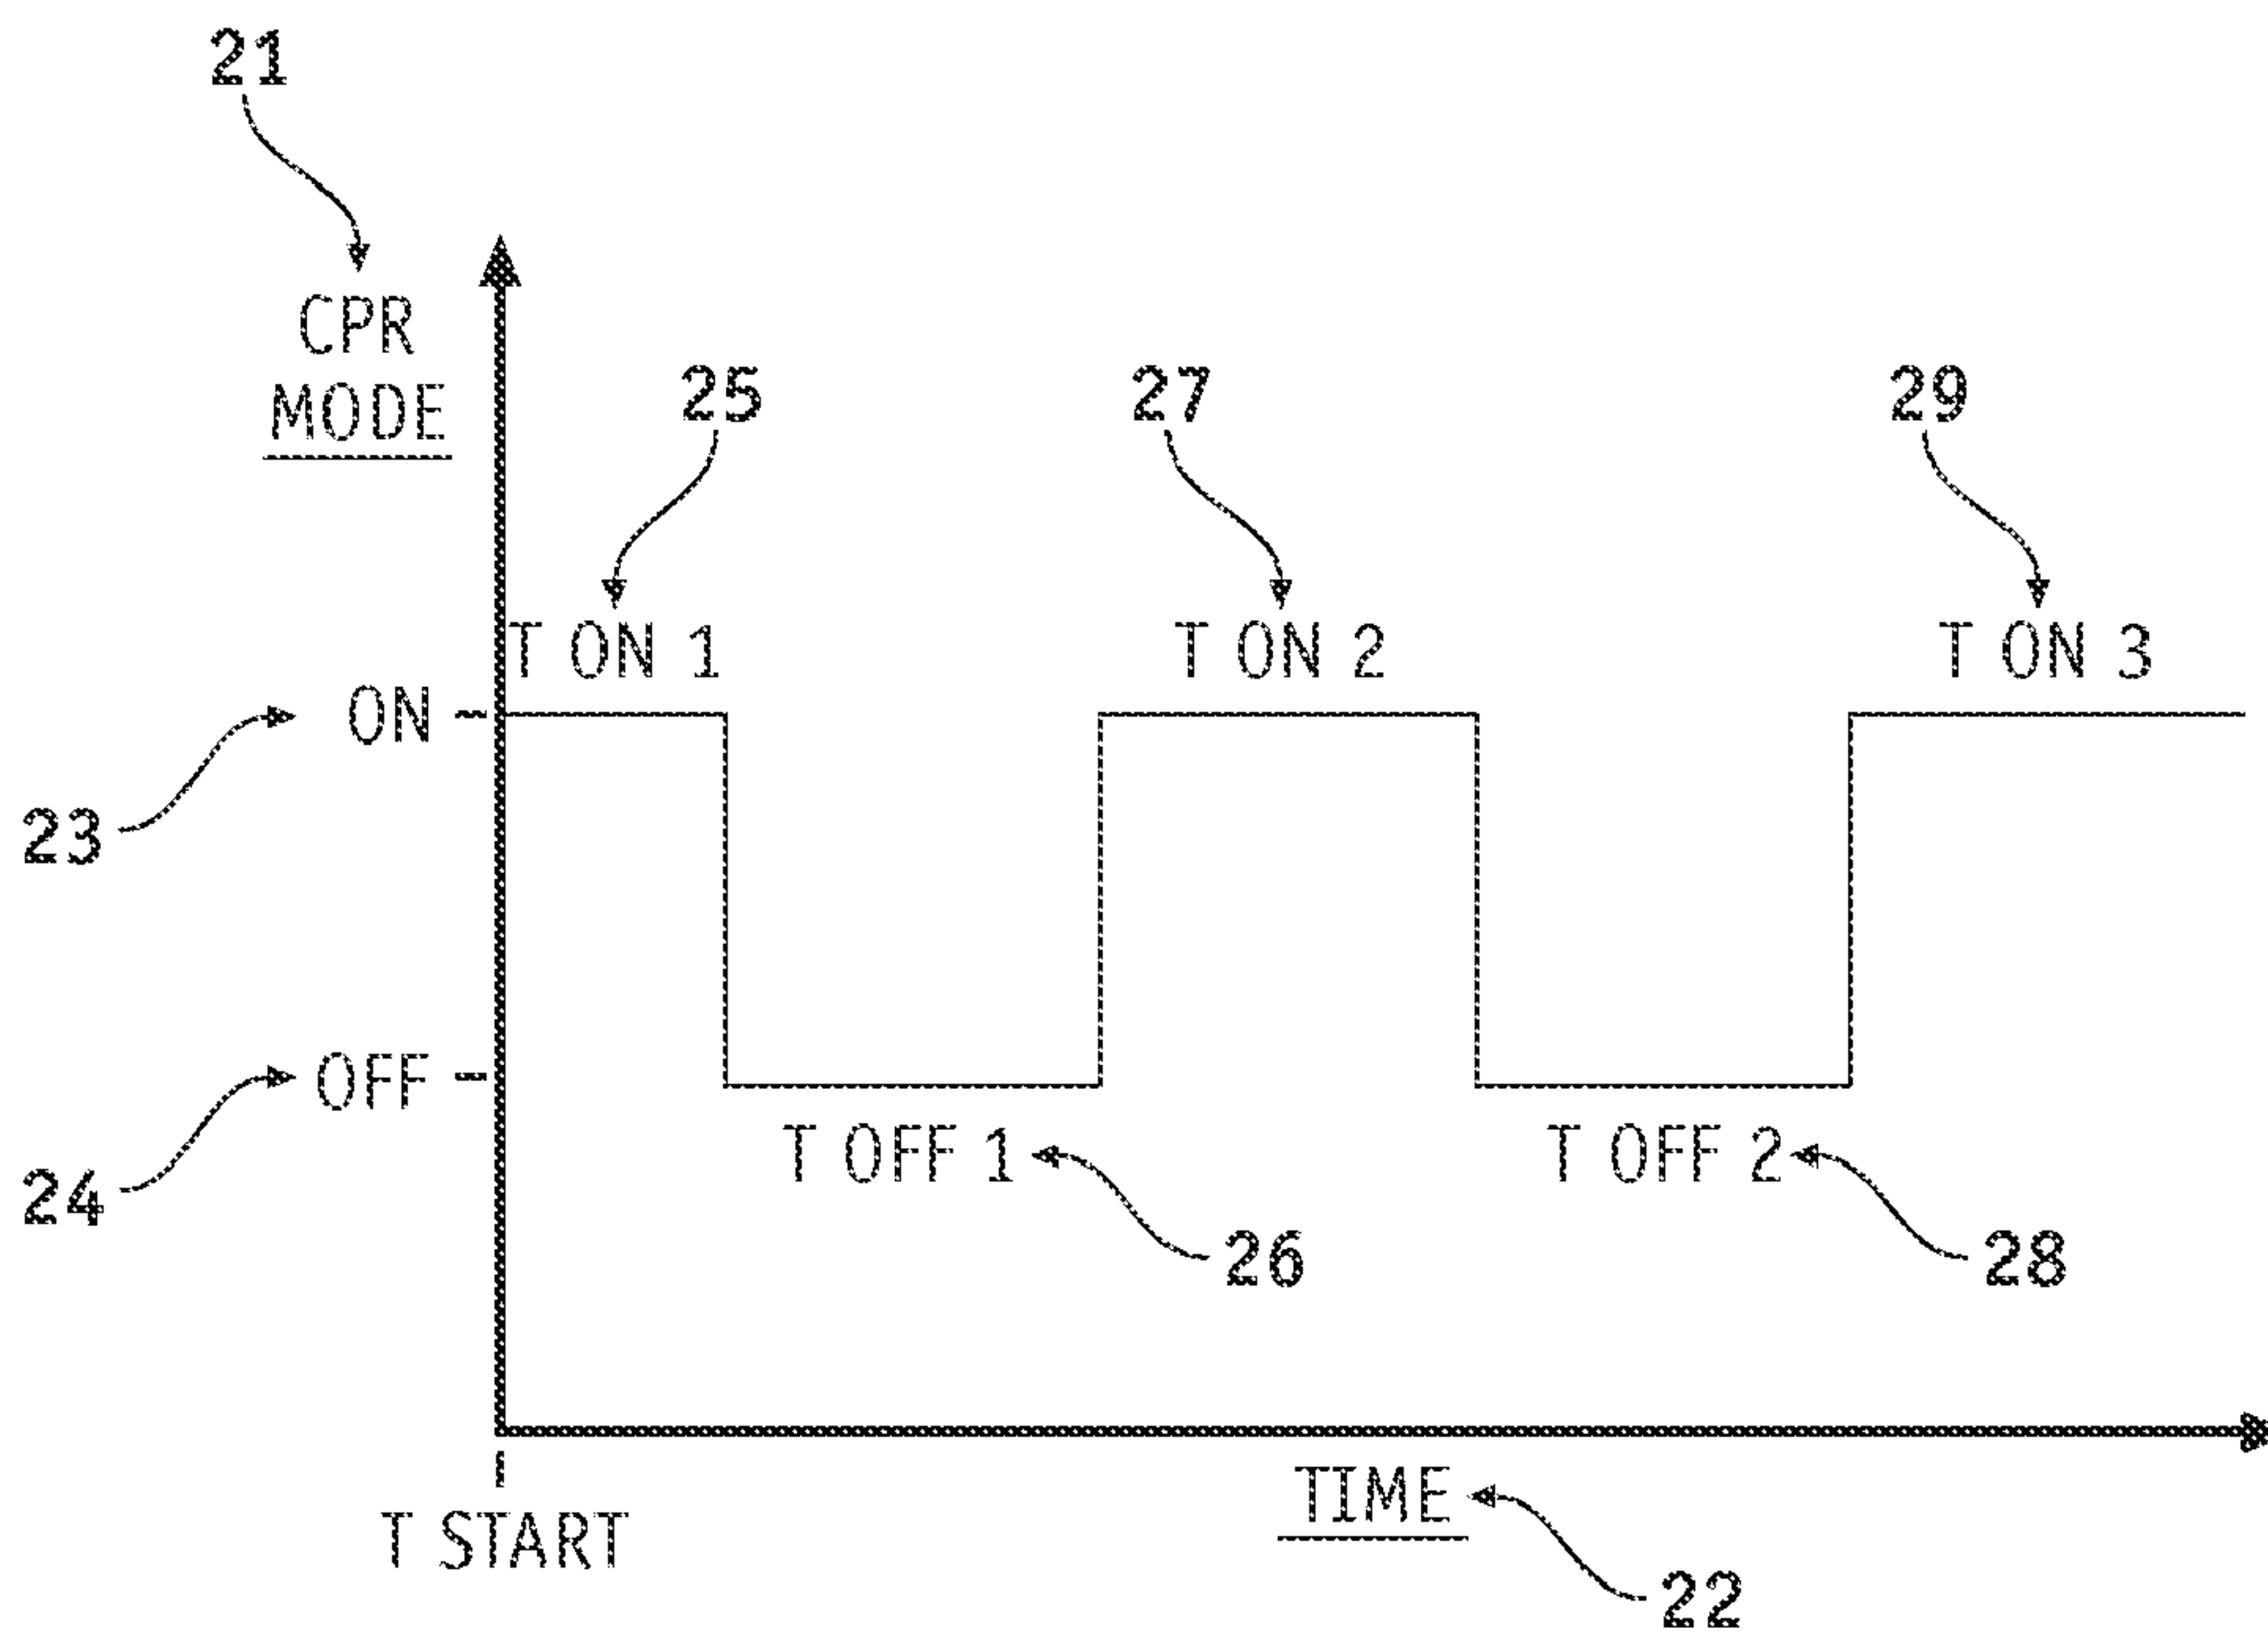 21
CPR
MODE
25
27
29
T ON 1
T ON 2
T ON 3
ON
23
OFF
24
T OFF 1
T OFF 2
26
28
TIME
T START
22